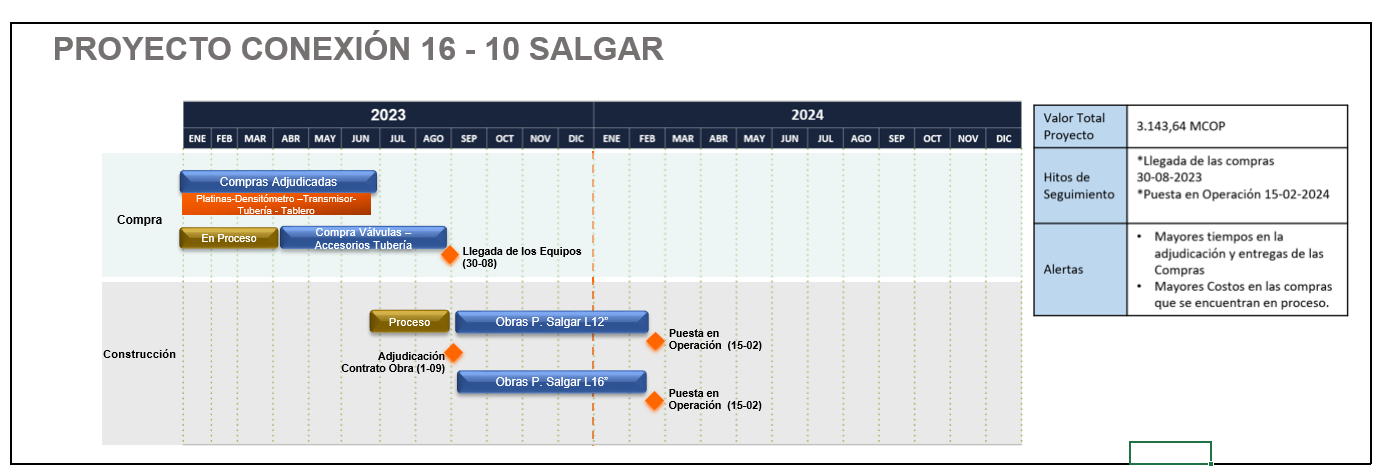 PROYECTO CONEXIÓN 16 - 10 SALGAR
2023
2024
ENE FEB MAR ABR MAY JUN JUL AGO SEP OCT NOV DIC ENE FEB MAR ABR MAY JUN JUL AGO SEP OCT NOV DIC
Compra
Compras Adjudicadas
Platinas-Densitómetro –Transmisor-
Tubería - Tablero
En Proceso
Compra Válvulas –
Accesorios Tubería
Llegada de los Equipos
(30-08)
Construcción
Proceso
Obras P. Salgar L12”
Puesta en
Operación (15-02)
Adjudicación
Contrato Obra (1-09)
Obras P. Salgar L16”
Puesta en
Operación (15-02)
Valor Total
Proyecto
3.143,64 MCOP
Hitos de
Seguimiento
*Llegada de las compras
30-08-2023
*Puesta en Operación 15-02-2024
Alertas
• Mayores tiempos en la
adjudicación y entregas de las
Compras
• Mayores Costos en las compras
que se encuentran en proceso.